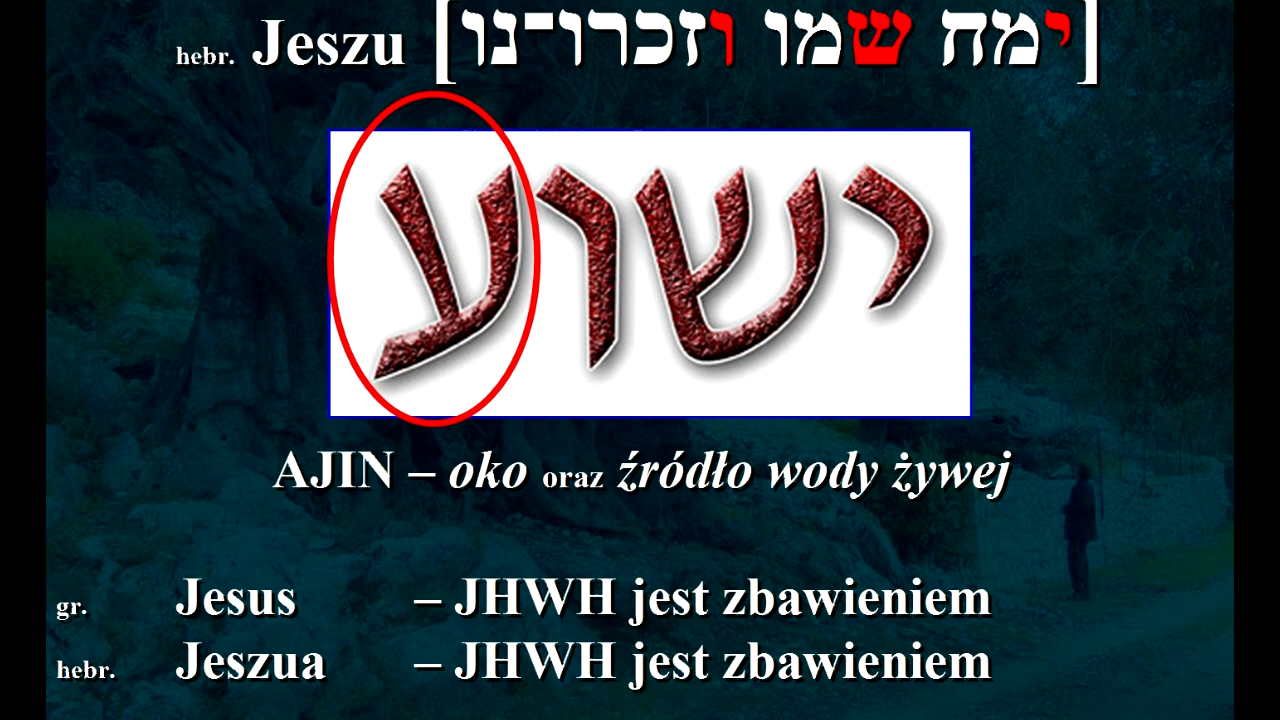 hebr. Jeszu [ימח שמו וזכרו־נו]
ישוע
AJIN – oko oraz źródło wody żywej
gr. Jesus – JHWH jest zbawieniem
hebr. Jeszua – JHWH jest zbawieniem